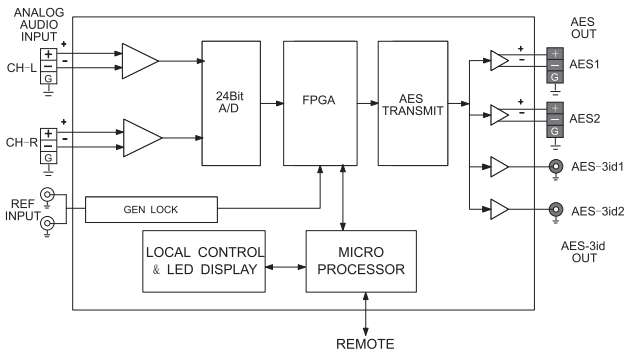 ANALOG
AUDIO
INPUT
+
−
+
−
G
CH-L
+
−
+
−
G
CH-R
REF
INPUT
24Bit
A/D
FPGA
AES
TRANSMIT
GEN LOCK
LOCAL CONTROL
& LED DISPLAY
MICRO
PROCESSOR
REMOTE
AES
OUT
+
−
+
−
G
AES1
+
−
+
−
G
AES2
AES-3id1
AES-3id2
AES-3id
OUT